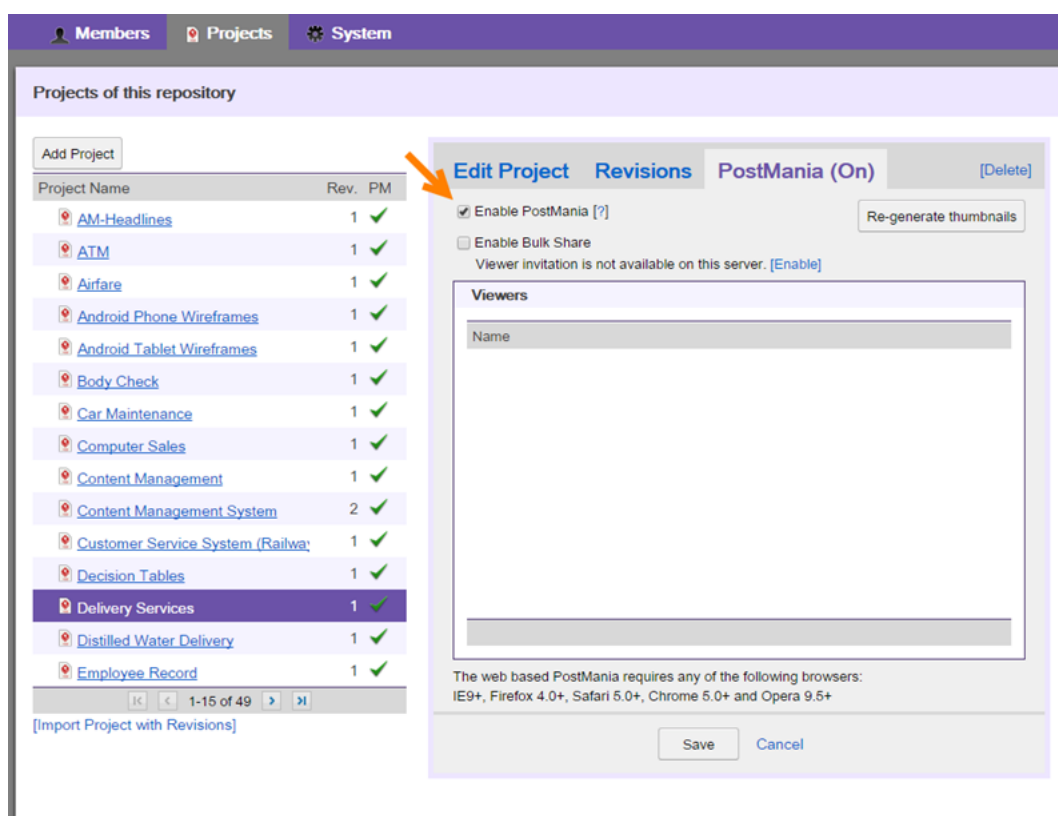 Members Projects System
Projects of this repository
Add Project
Project Name Rev. PM
AM-Headlines 1
ATM 1
Airfare 1
Android Phone Wireframes 1
Android Tablet Wireframes 1
Body Check 1
Car Maintenance 1
Computer Sales 1
Content Management 1
Content Management System 2
Customer Service System (Railway 1
Decision Tables 1
Delivery Services 1
Distilled Water Delivery 1
Employee Record 1
1-15 of 49
[Import Project with Revisions]
Edit Project Revisions PostMania (On) [Delete]
Enable PostMania [?] Re-generate thumbnails
Enable Bulk Share
Viewer invitation is not available on this server. [Enable]
Viewers
Name
The web based PostMania requires any of the following browsers:
IE9+, Firefox 4.0+, Safari 5.0+, Chrome 5.0+ and Opera 9.5+
Save Cancel